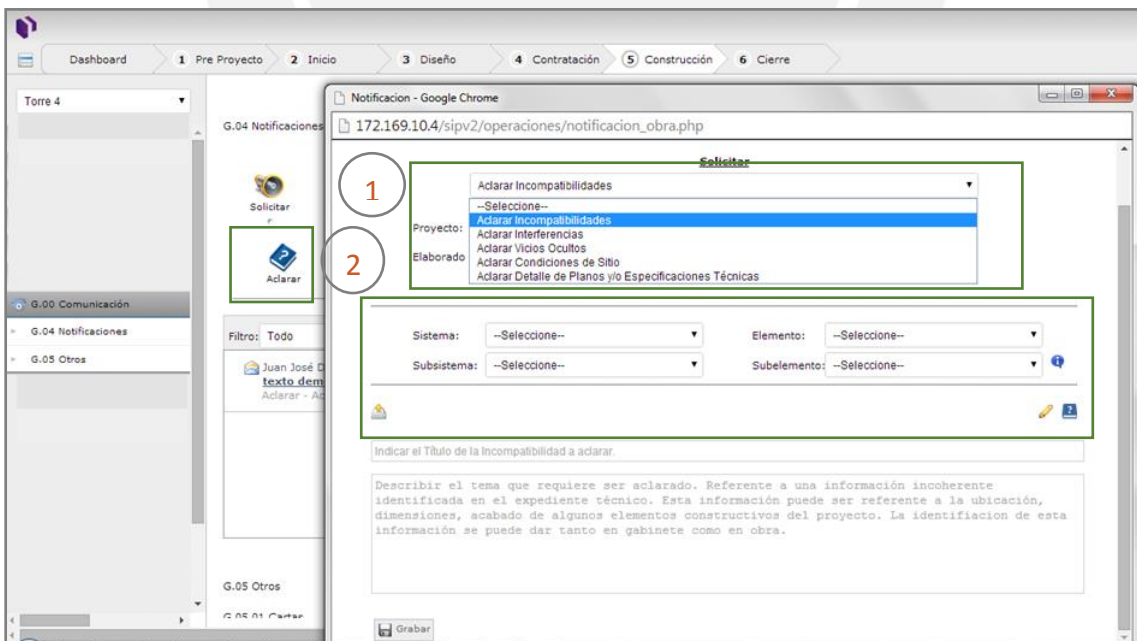 Dashboard
1 Pre Proyecto
2 Inicio
3 Diseño
4 Contratación
5 Construcción
6 Cierre
Torre 4
G.00 Comunicación
G.04 Notificaciones
G.05 Otros
G.04 Notificaciones
Solicitar
Aclarar
Filtro: Todo
Juan José
texto dem
Aclarar -
G.05 Otros
G.05.01 Cartas
Notificacion - Google Chrome
172.169.10.4/sipv2/operaciones/notificacion_obra.php
Solicitar
1
Aclarar Incompatibilidades
--Seleccione--
Aclarar Incompatibilidades
Aclarar Interferencias
Aclarar Vicios Ocultos
Aclarar Condiciones de Sitio
Aclarar Detalle de Planos y/o Especificaciones Técnicas
Proyecto:
Elaborado
2
Sistema: --Seleccione-- Elemento: --Seleccione--
Subsistema: --Seleccione-- Subelemento: --Seleccione--
Indicar el Título de la Incompatibilidad a aclarar.
Describir el tema que requiere ser aclarado. Referente a una información incoherente
identificada en el expediente técnico. Esta información puede ser referente a la ubicación,
dimensiones, acabado de algunos elementos constructivos del proyecto. La identifiacion de esta
información se puede dar tanto en gabinete como en obra.
Grabar